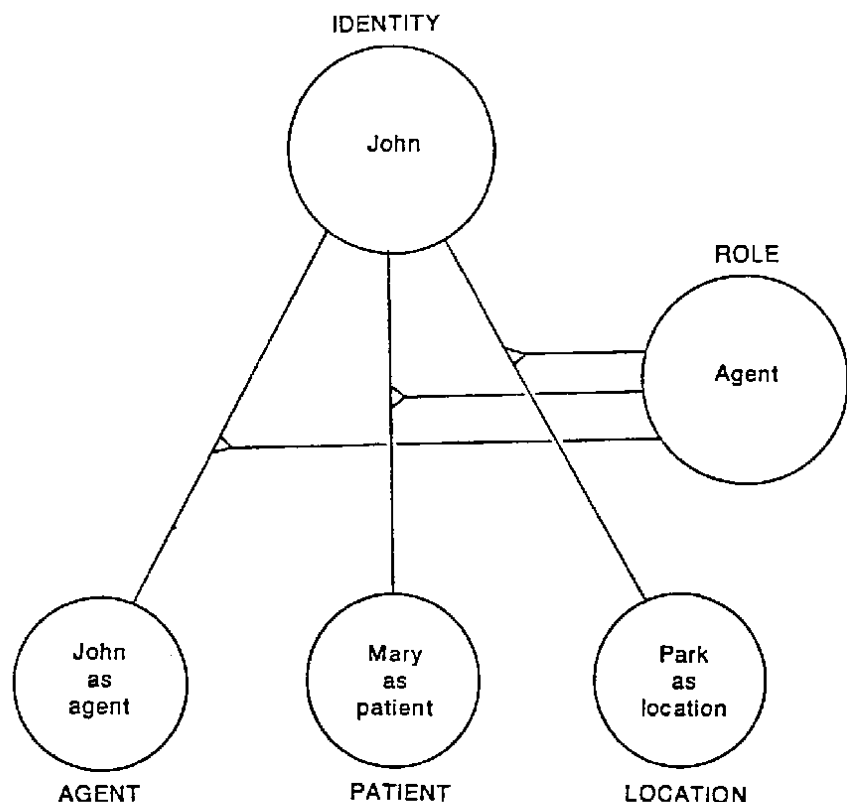 IDENTITY
John
ROLE
Agent
John
as
agent
Mary
as
patient
Park
as
location
AGENT
PATIENT
LOCATION